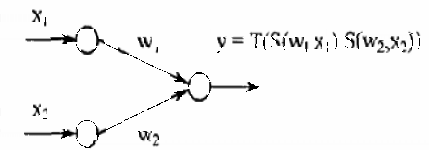 x₁
w₁ y = T(S(w₁ x₁) S(w₂,x₂))
x₂
w₂